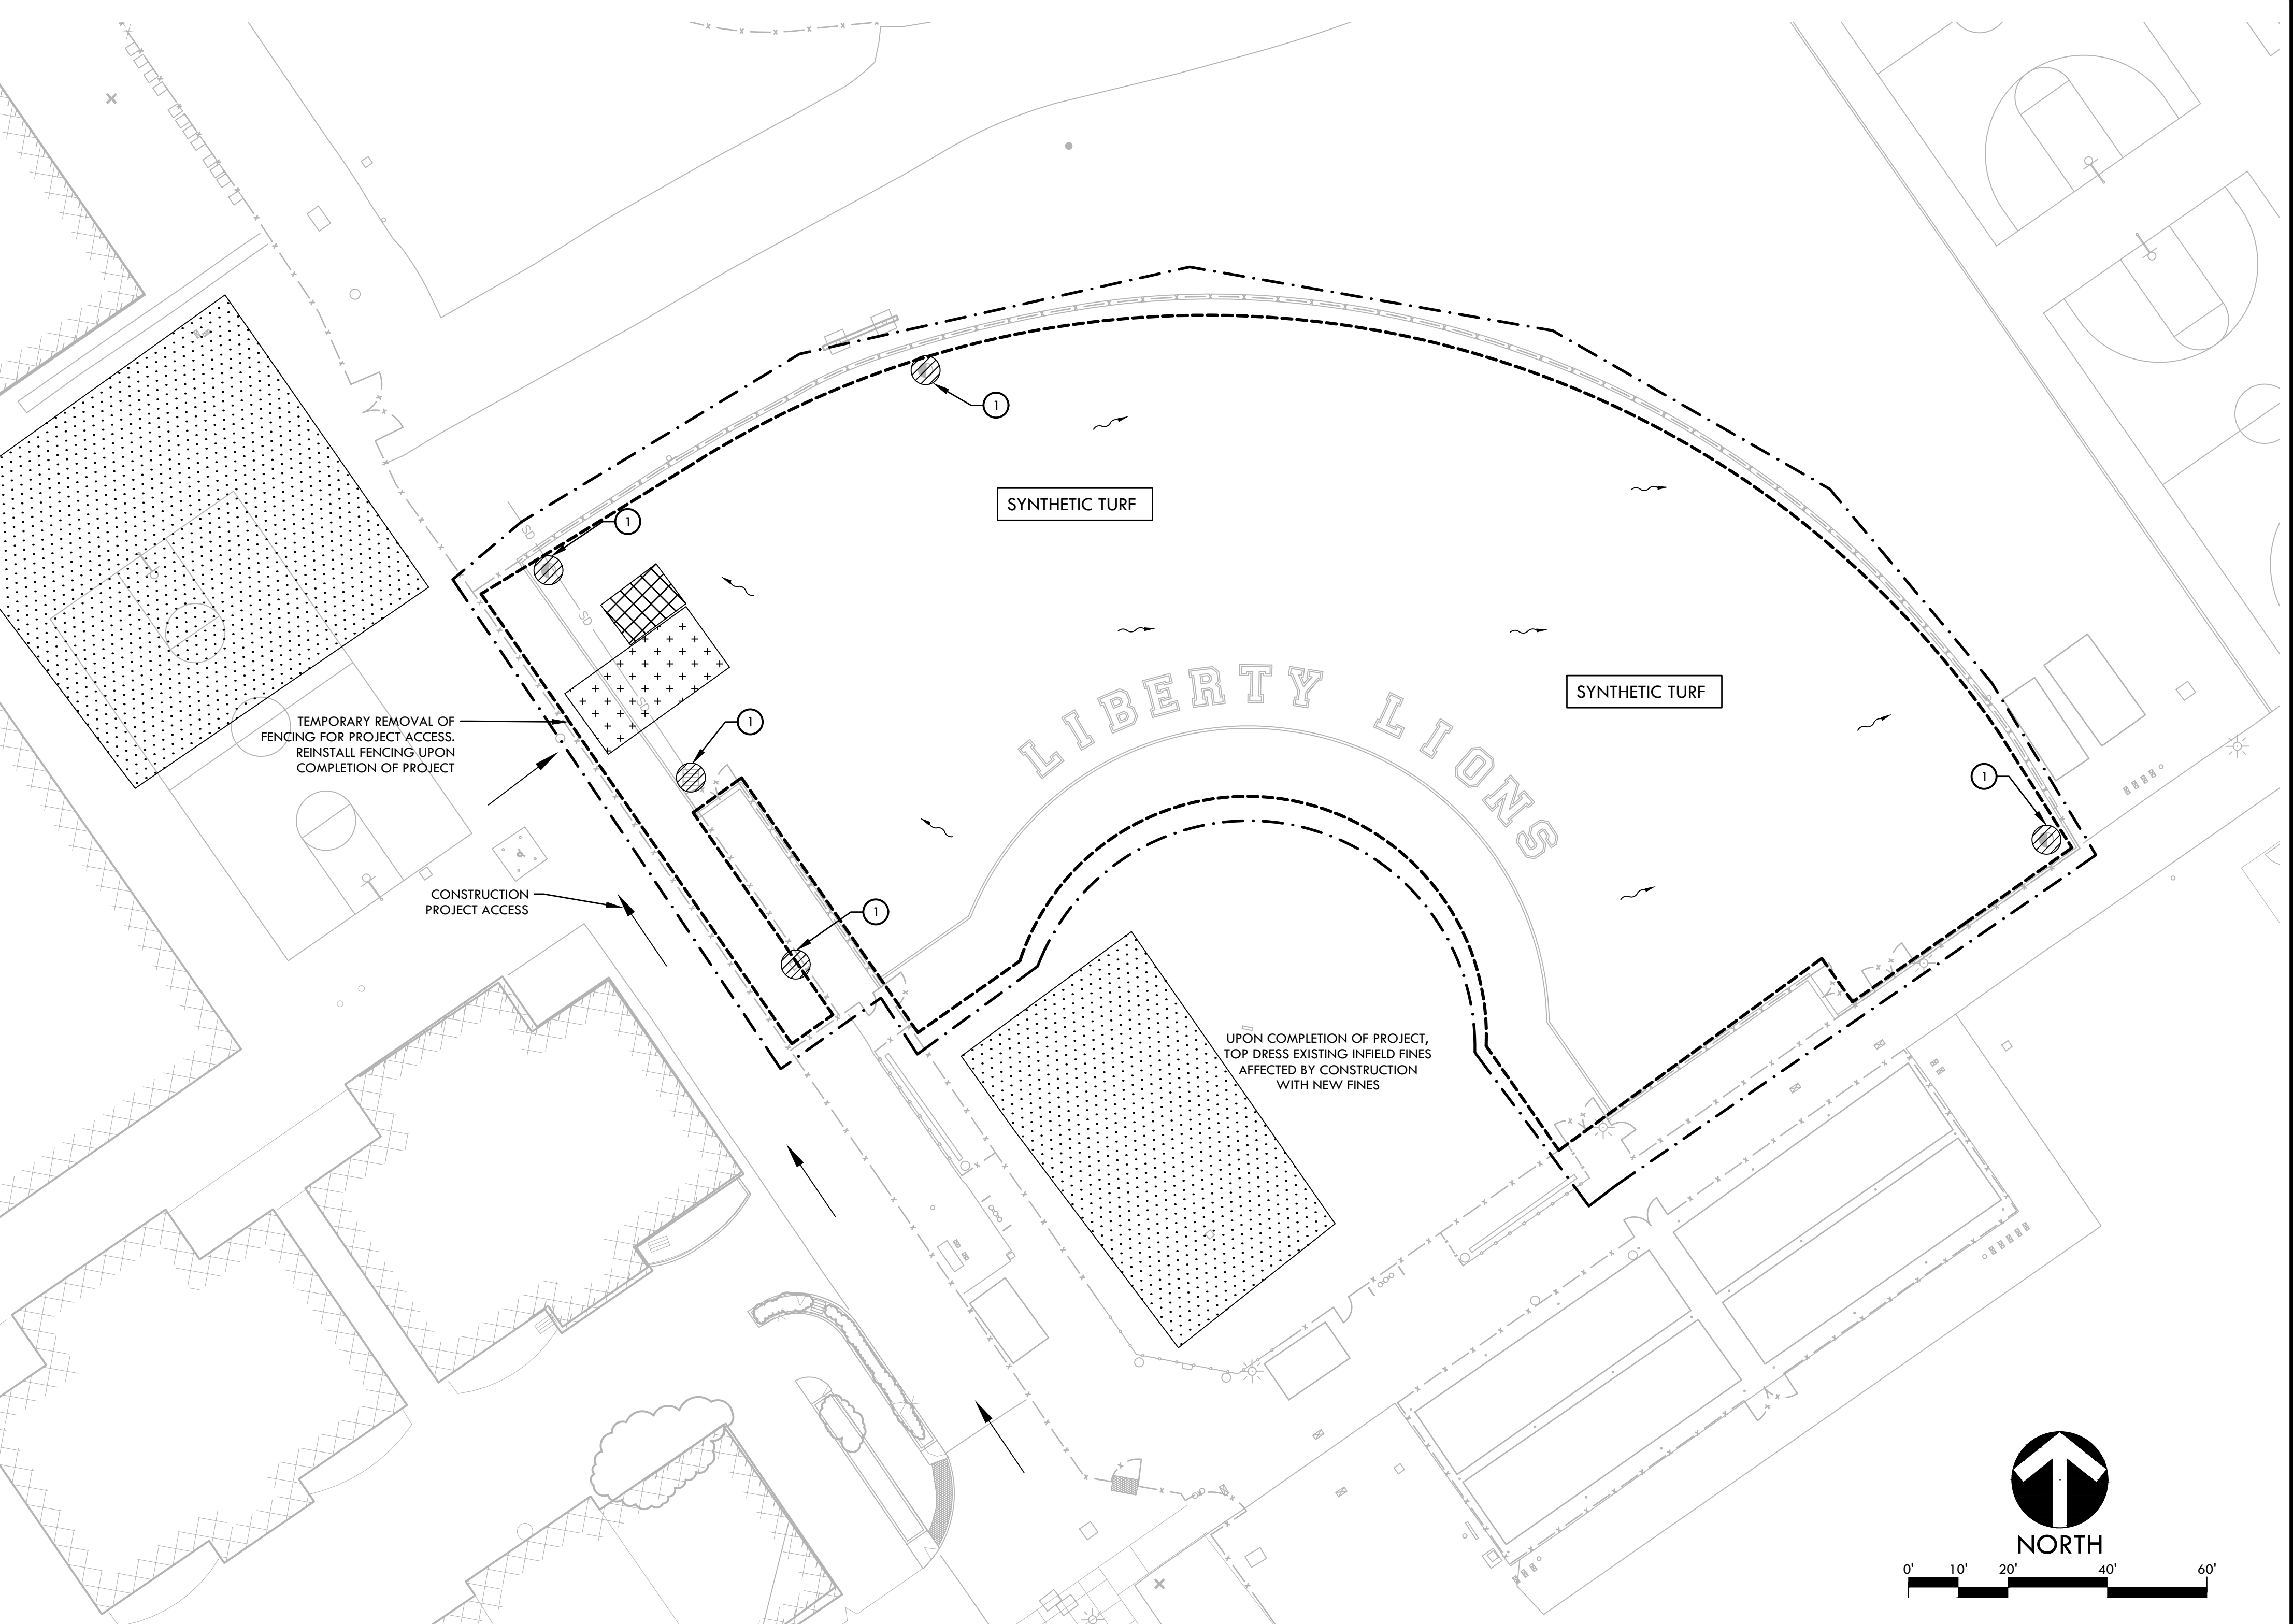 1
SYNTHETIC TURF
1
SD
SD
SD
LIBERTY LIONS
SYNTHETIC TURF
1
TEMPORARY REMOVAL OF
FENCING FOR PROJECT ACCESS.
REINSTALL FENCING UPON
COMPLETION OF PROJECT
1
CONSTRUCTION
PROJECT ACCESS
1
UPON COMPLETION OF PROJECT,
TOP DRESS EXISTING INFIELD FINES
AFFECTED BY CONSTRUCTION
WITH NEW FINES
NORTH
0' 10' 20' 40' 60'